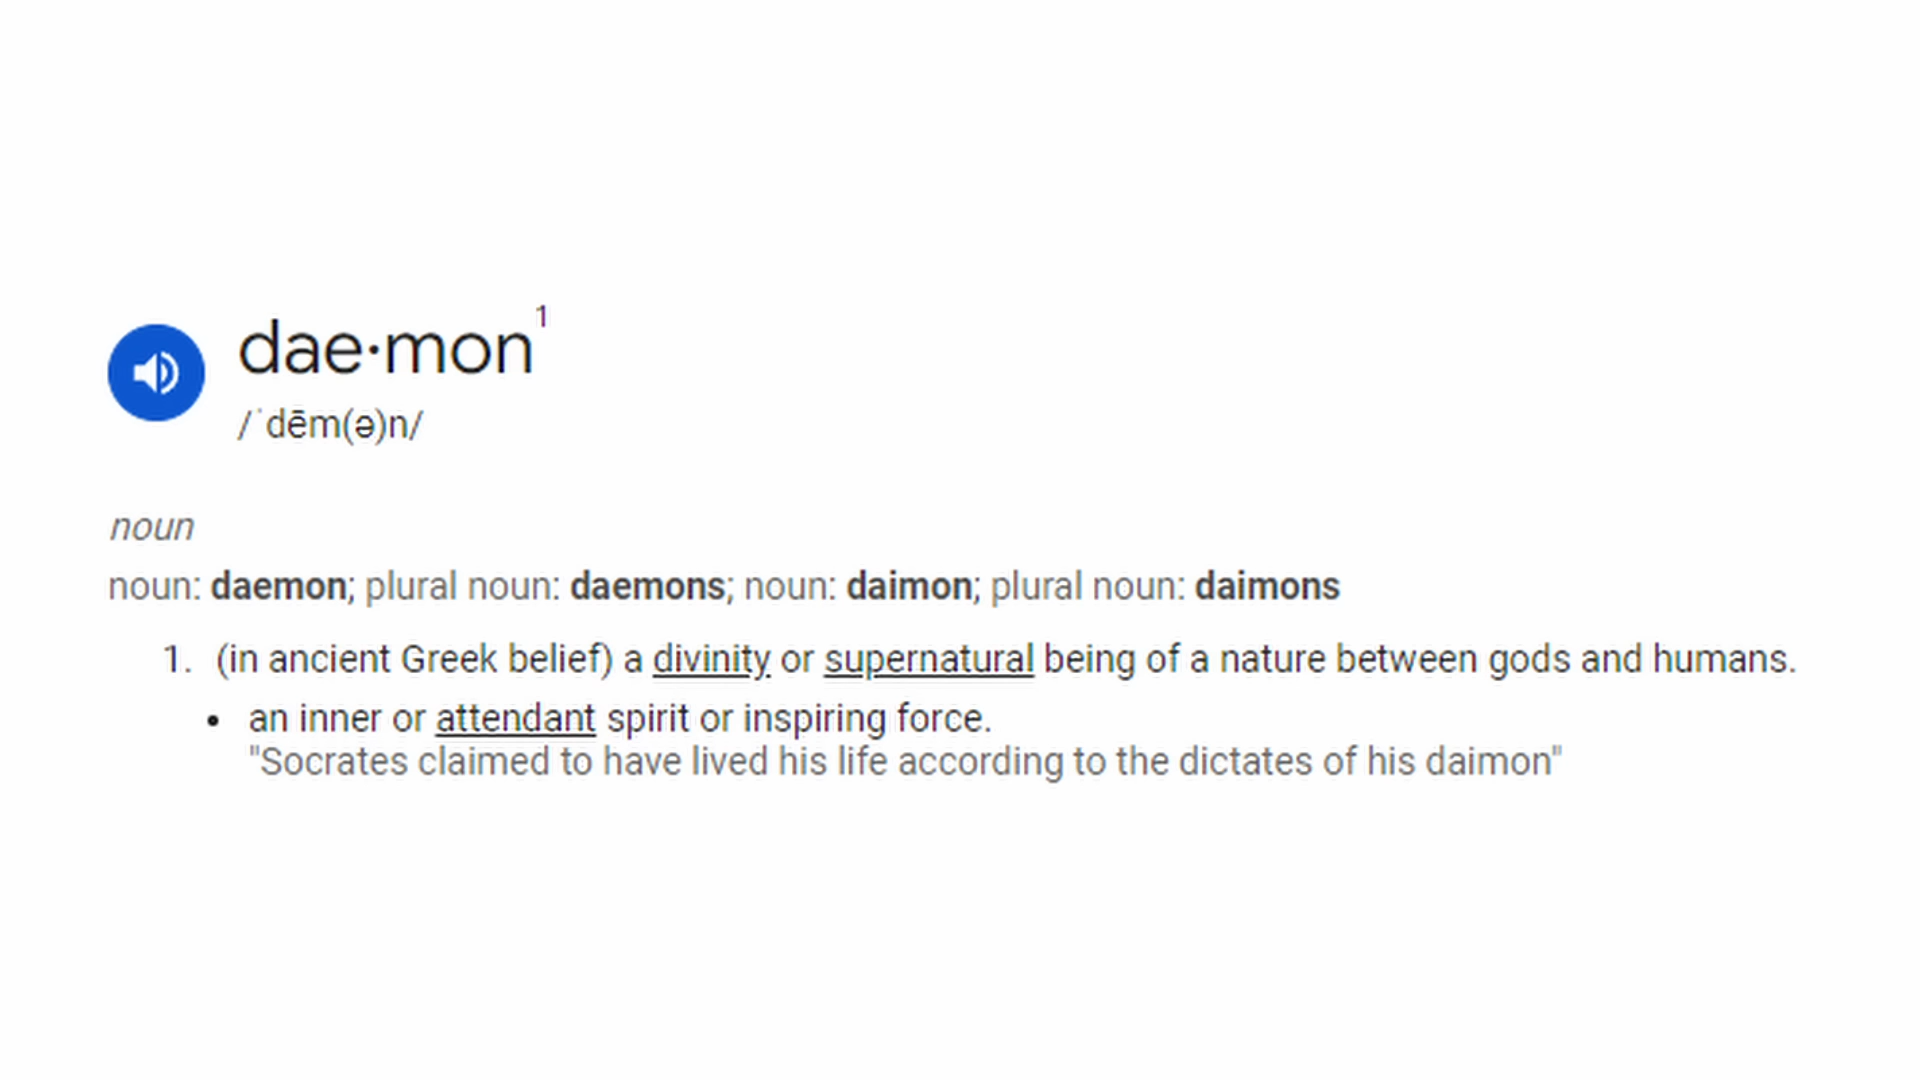 dae·mon¹
/ˈdēm(ə)n/
noun
noun: daemon; plural noun: daemons; noun: daimon; plural noun: daimons
1. (in ancient Greek belief) a divinity or supernatural being of a nature between gods and humans.
• an inner or attendant spirit or inspiring force.
"Socrates claimed to have lived his life according to the dictates of his daimon"